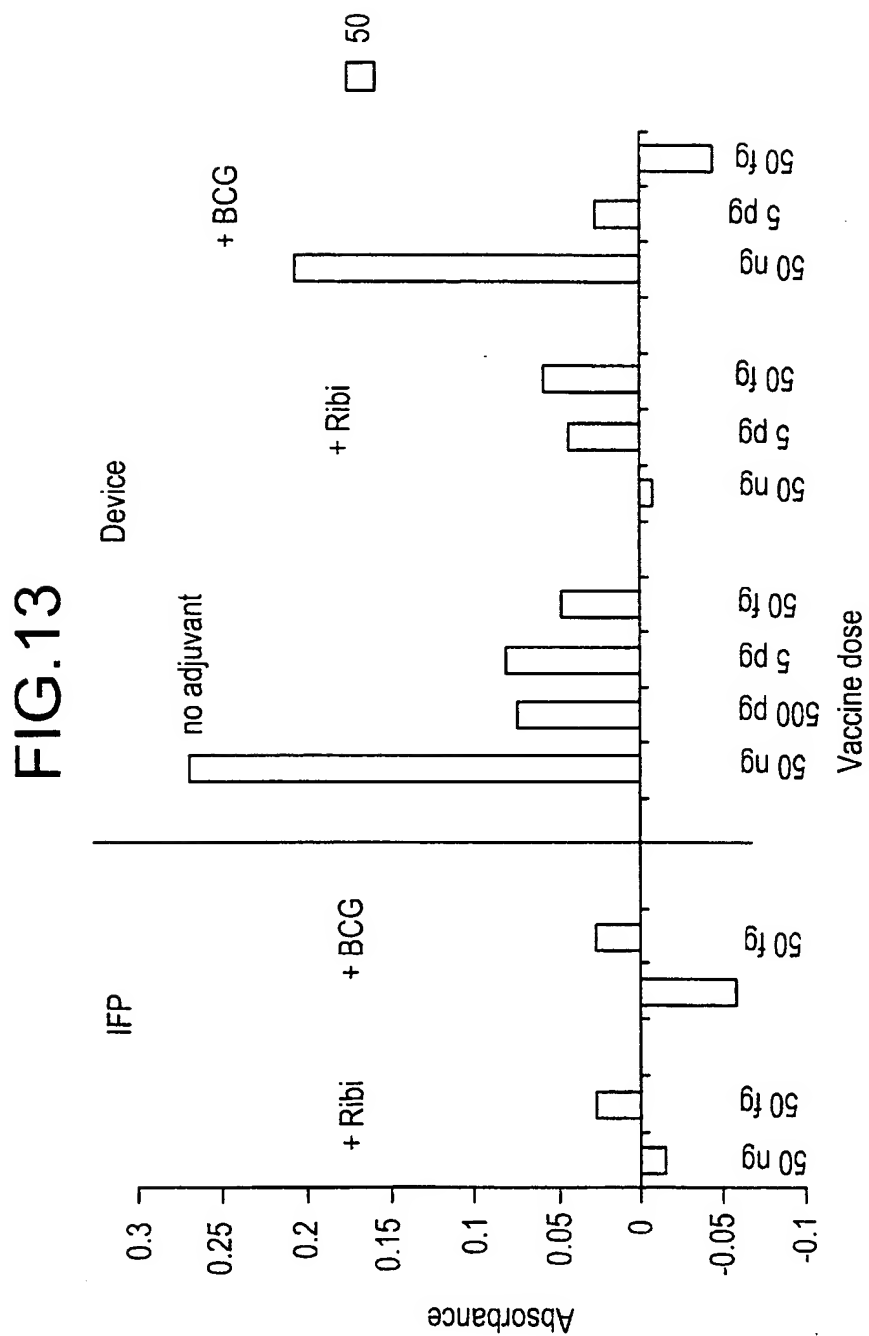 FIG.13
IFP
Device
+ Ribi
+ BCG
no adjuvant
+ Ribi
+ BCG
50
0.3
0.25
0.2
0.15
0.1
0.05
0
-0.05
-0.1
Absorbance
50 ng
50 fg
50 fg
50 ng
500 pg
5 pg
50 fg
50 ng
5 pg
50 fg
50 ng
5 pg
50 fg
Vaccine dose